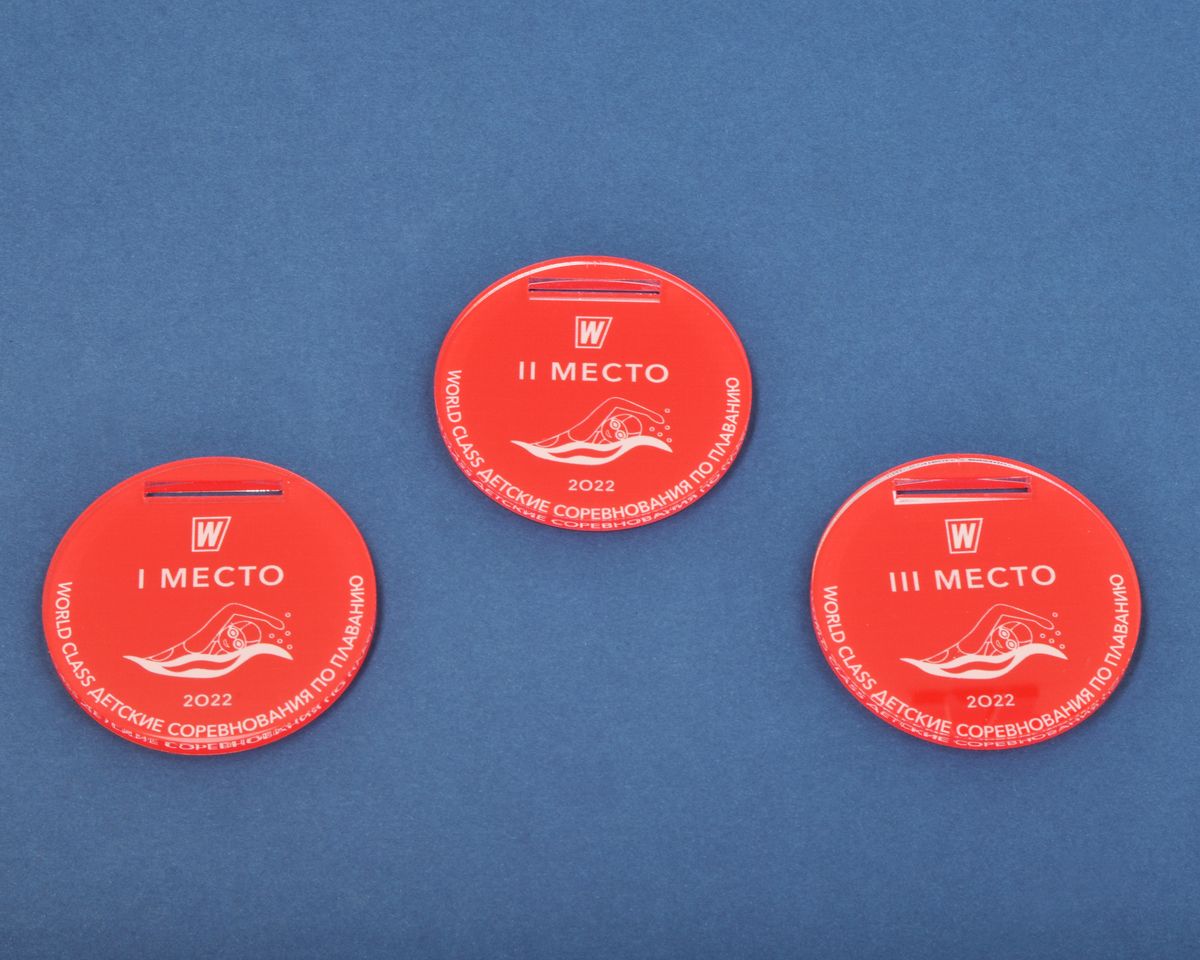 W
II МЕСТО
2022
WORLD CLASS ДЕТСКИЕ СОРЕВНОВАНИЯ ПО ПЛАВАНИЮ
W
I МЕСТО
2022
WORLD CLASS ДЕТСКИЕ СОРЕВНОВАНИЯ ПО ПЛАВАНИЮ
W
III МЕСТО
2022
WORLD CLASS ДЕТСКИЕ СОРЕВНОВАНИЯ ПО ПЛАВАНИЮ